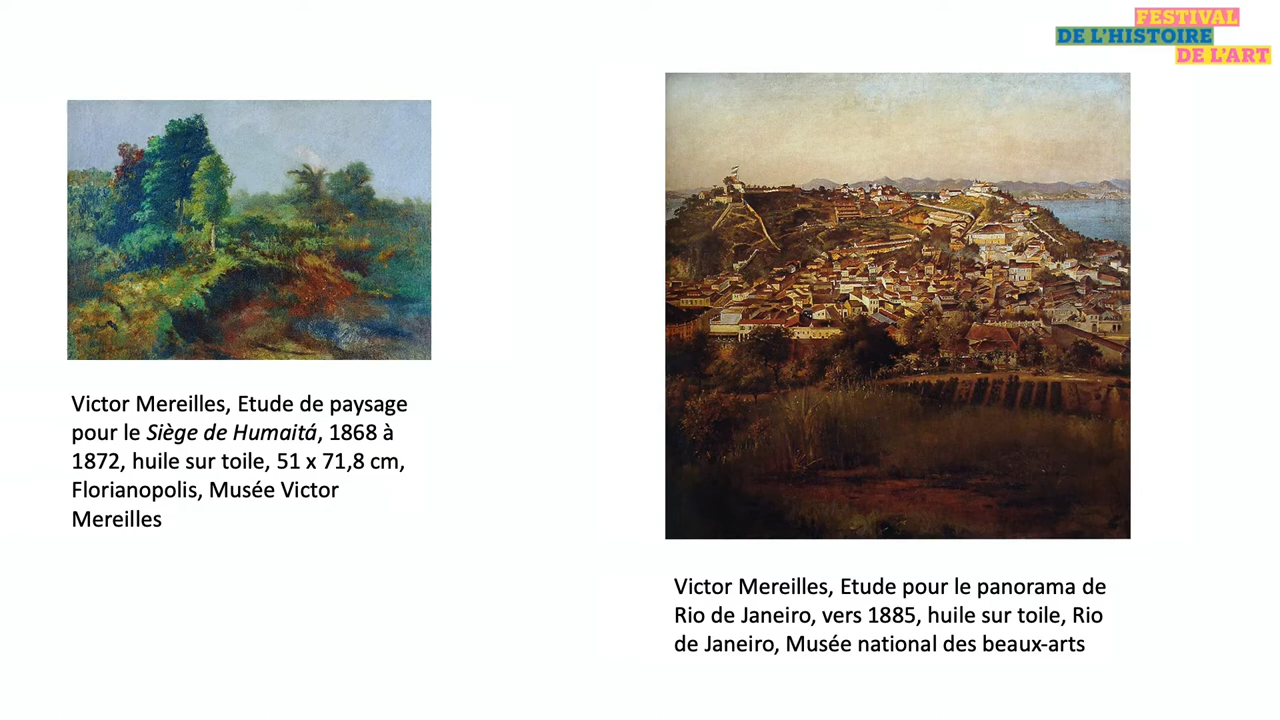 FESTIVAL
DE L'HISTOIRE
DE L'ART
Victor Mereilles, Etude de paysage
pour le Siège de Humaitá, 1868 à
1872, huile sur toile, 51 x 71,8 cm,
Florianopolis, Musée Victor
Mereilles
Victor Mereilles, Etude pour le panorama de
Rio de Janeiro, vers 1885, huile sur toile, Rio
de Janeiro, Musée national des beaux-arts